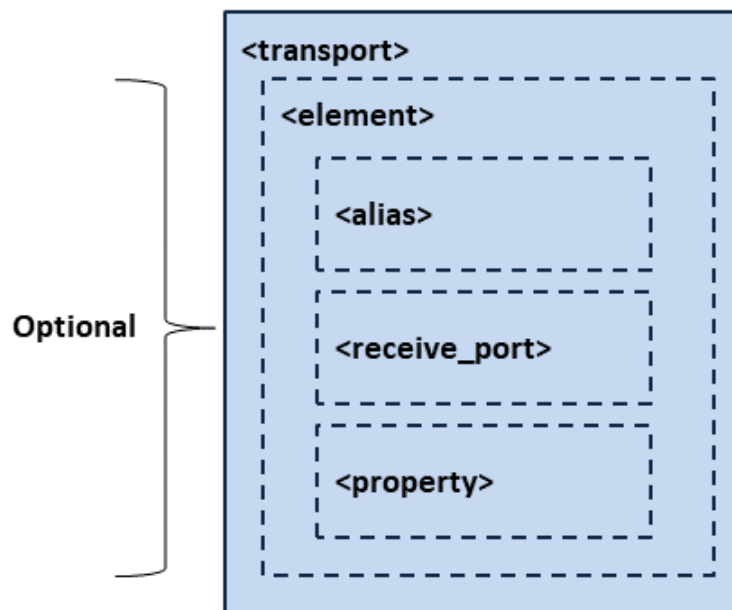 <transport>
<element>
<alias>
Optional
<receive_port>
<property>